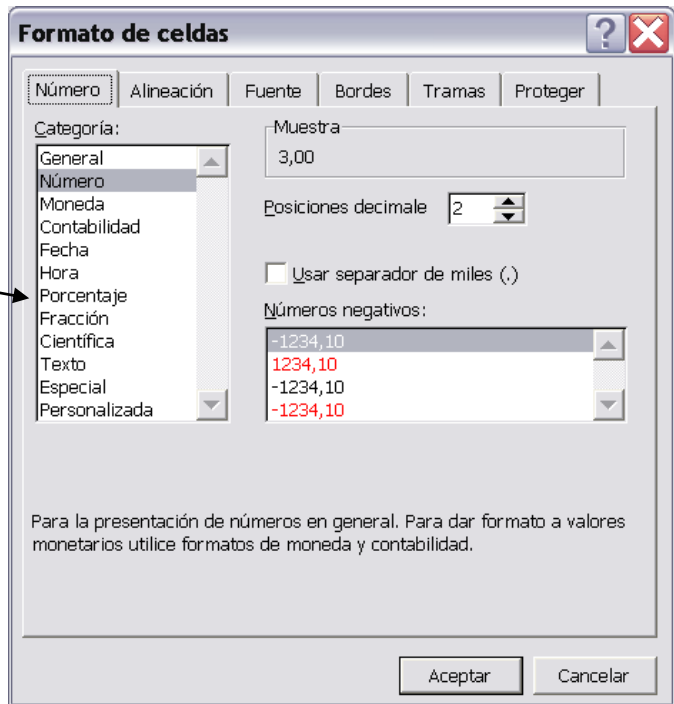 Formato de celdas
Número Alineación Fuente Bordes Tramas Proteger
Categoría:
General
Número
Moneda
Contabilidad
Fecha
Hora
Porcentaje
Fracción
Científica
Texto
Especial
Personalizada
Muestra
3,00
Posiciones decimale 2
Usar separador de miles (.)
Números negativos:
-1234,10
1234,10
-1234,10
-1234,10
Para la presentación de números en general. Para dar formato a valores
monetarios utilice formatos de moneda y contabilidad.
Aceptar Cancelar